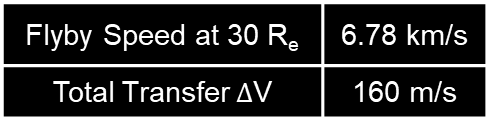 Flyby Speed at 30 Rₑ 6.78 km/s
Total Transfer ΔV 160 m/s